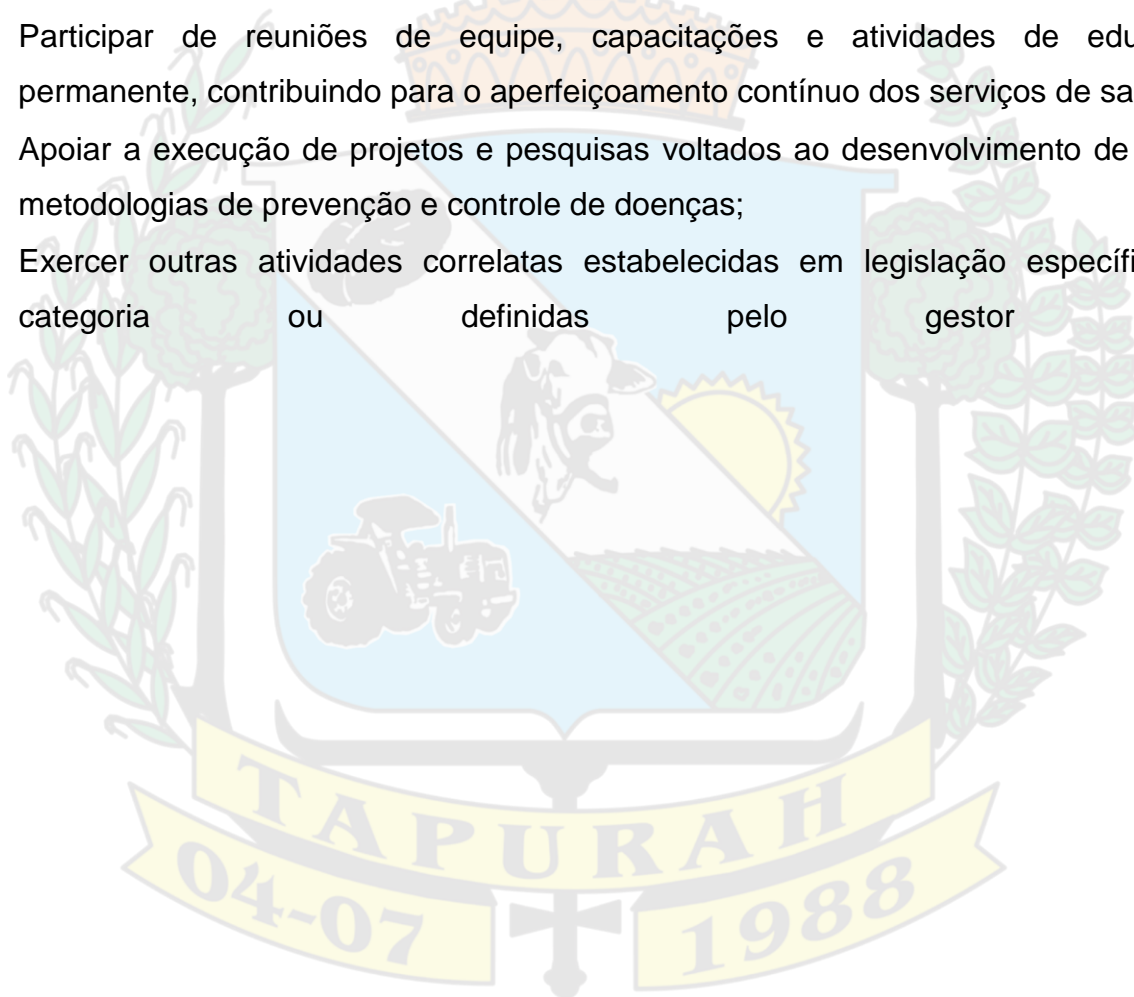 Participar de reuniões de equipe, capacitações e atividades de edu
permanente, contribuindo para o aperfeiçoamento contínuo dos serviços de sa
Apoiar a execução de projetos e pesquisas voltados ao desenvolvimento de
metodologias de prevenção e controle de doenças;
Exercer outras atividades correlatas estabelecidas em legislação específi
categoria ou definidas pelo gestor
TAPURAH
04-07 1988